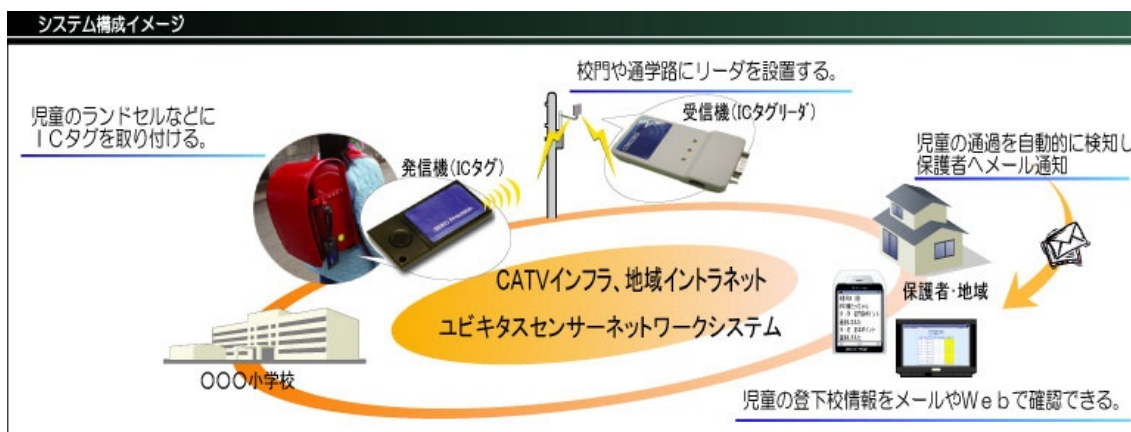 システム構成イメージ
校門や通学路にリーダを設置する。
児童のランドセルなどに
ICタグを取り付ける。
受信機(ICタグリーダ)
児童の通過を自動的に検知し
保護者へメール通知
発信機(ICタグ)
CATVインフラ、地域イントラネット
ユビキタスセンサーネットワークシステム
保護者・地域
〇〇〇小学校
児童の登下校情報をメールやWebで確認できる。